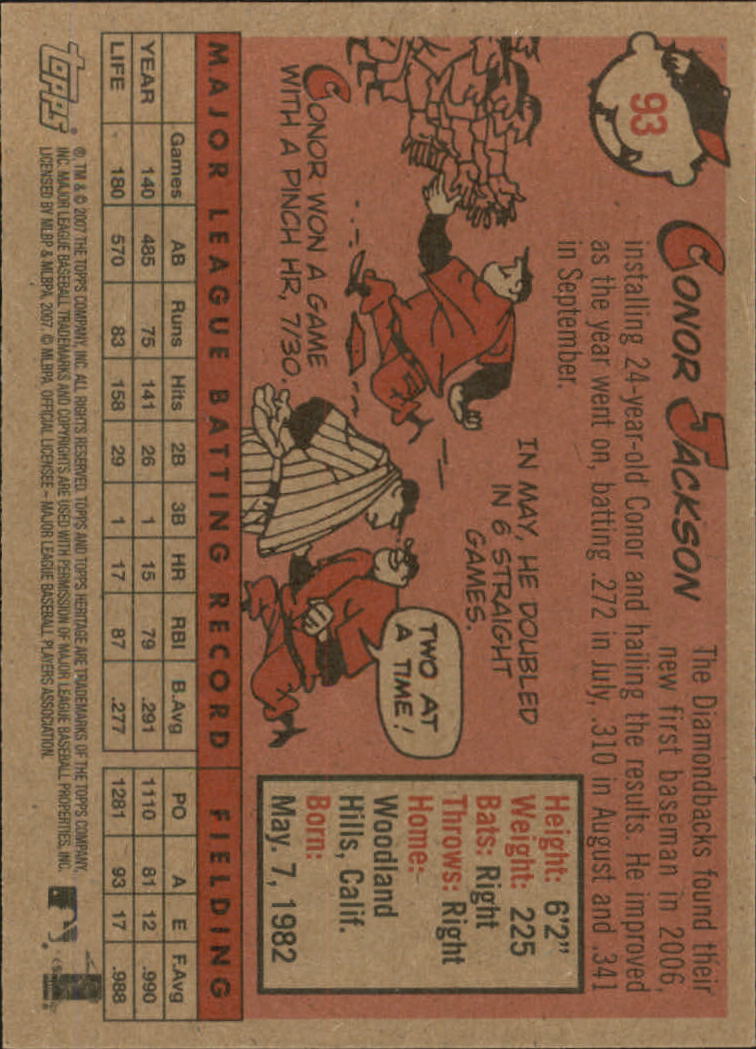 93
CONOR JACKSON
The Diamondbacks found their
new first baseman in 2006,
installing 24-year-old Conor and hailing the results. He improved
as the year went on, batting .272 in July, .310 in August and .341
in September.
CONOR WON A GAME
WITH A PINCH HR, 7/30.
IN MAY, HE DOUBLED
IN 6 STRAIGHT
GAMES.
TWO AT
A TIME!
Height: 6'2"
Weight: 225
Bats: Right
Throws: Right
Home:
Woodland
Hills, Calif.
Born:
May. 7, 1982
MAJOR LEAGUE BATTING RECORD FIELDING
Games AB Runs Hits 2B 3B HR RBI B.Avg PO A E F.Avg
YEAR 140 485 75 141 26 1 15 79 .291 1110 81 12 .990
LIFE 180 570 83 158 29 1 17 87 .277 1281 93 17 .988
TOPPS
®, TM & © 2007 THE TOPPS COMPANY, INC. ALL RIGHTS RESERVED. TOPPS AND TOPPS HERITAGE ARE TRADEMARKS OF THE TOPPS COMPANY,
INC. MAJOR LEAGUE BASEBALL TRADEMARKS AND COPYRIGHTS ARE USED WITH PERMISSION OF MAJOR LEAGUE BASEBALL PROPERTIES, INC.
LICENSED BY MLBP & MLBPA, 2007. © MLBPA, OFFICIAL LICENSEE – MAJOR LEAGUE BASEBALL PLAYERS ASSOCIATION.